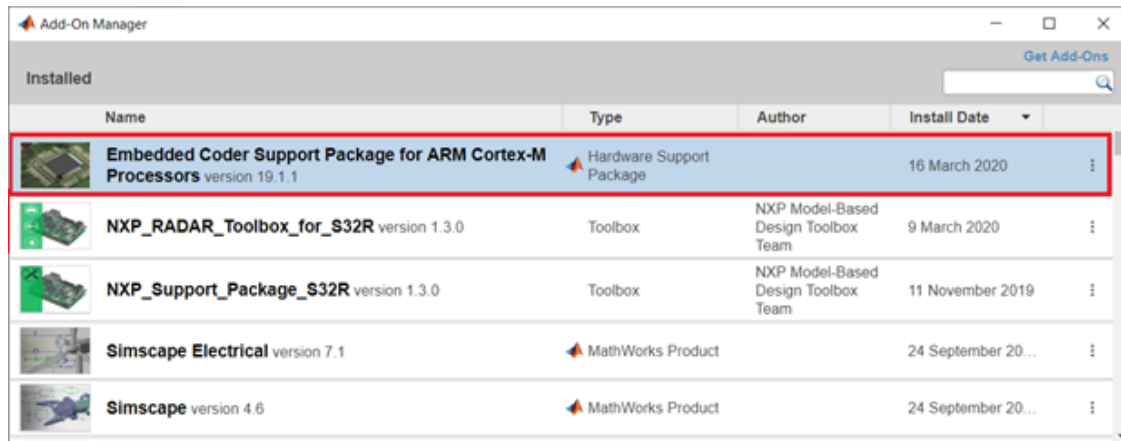 Add-On Manager
Get Add-Ons
Installed
Name Type Author Install Date
Embedded Coder Support Package for ARM Cortex-M
Processors version 19.1.1
Hardware Support
Package
16 March 2020
NXP_RADAR_Toolbox_for_S32R version 1.3.0
Toolbox
NXP Model-Based
Design Toolbox
Team
9 March 2020
NXP_Support_Package_S32R version 1.3.0
Toolbox
NXP Model-Based
Design Toolbox
Team
11 November 2019
Simscape Electrical version 7.1
MathWorks Product
24 September 20...
Simscape version 4.6
MathWorks Product
24 September 20...